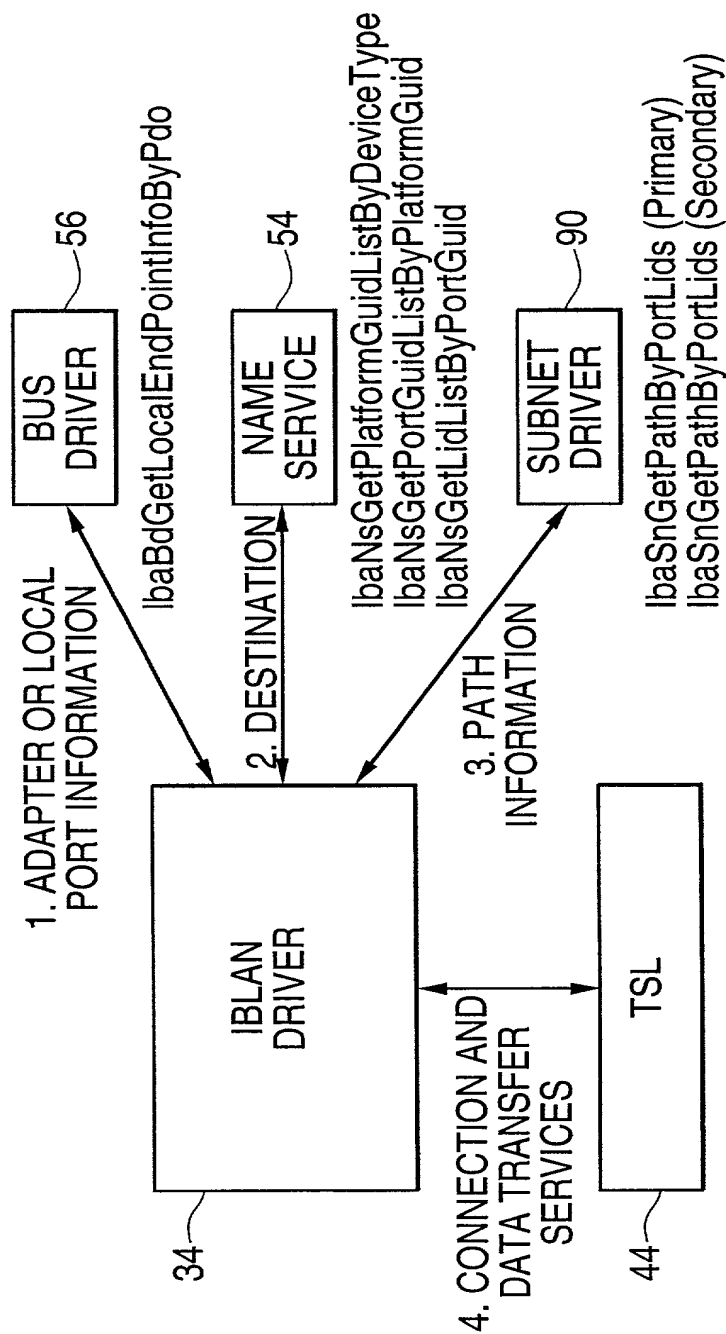 1. ADAPTER OR LOCAL
PORT INFORMATION
BUS
DRIVER
56
IbaBdGetLocalEndPointInfoByPdo
2. DESTINATION
NAME
SERVICE
54
IbaNsGetPlatformGuidListByDeviceType
IbaNsGetPortGuidListByPlatformGuid
IbaNsGetLidListByPortGuid
IBLAN
DRIVER
34
3. PATH
INFORMATION
SUBNET
DRIVER
90
IbaSnGetPathByPortLids (Primary)
IbaSnGetPathByPortLids (Secondary)
4. CONNECTION AND
DATA TRANSFER
SERVICES
TSL
44